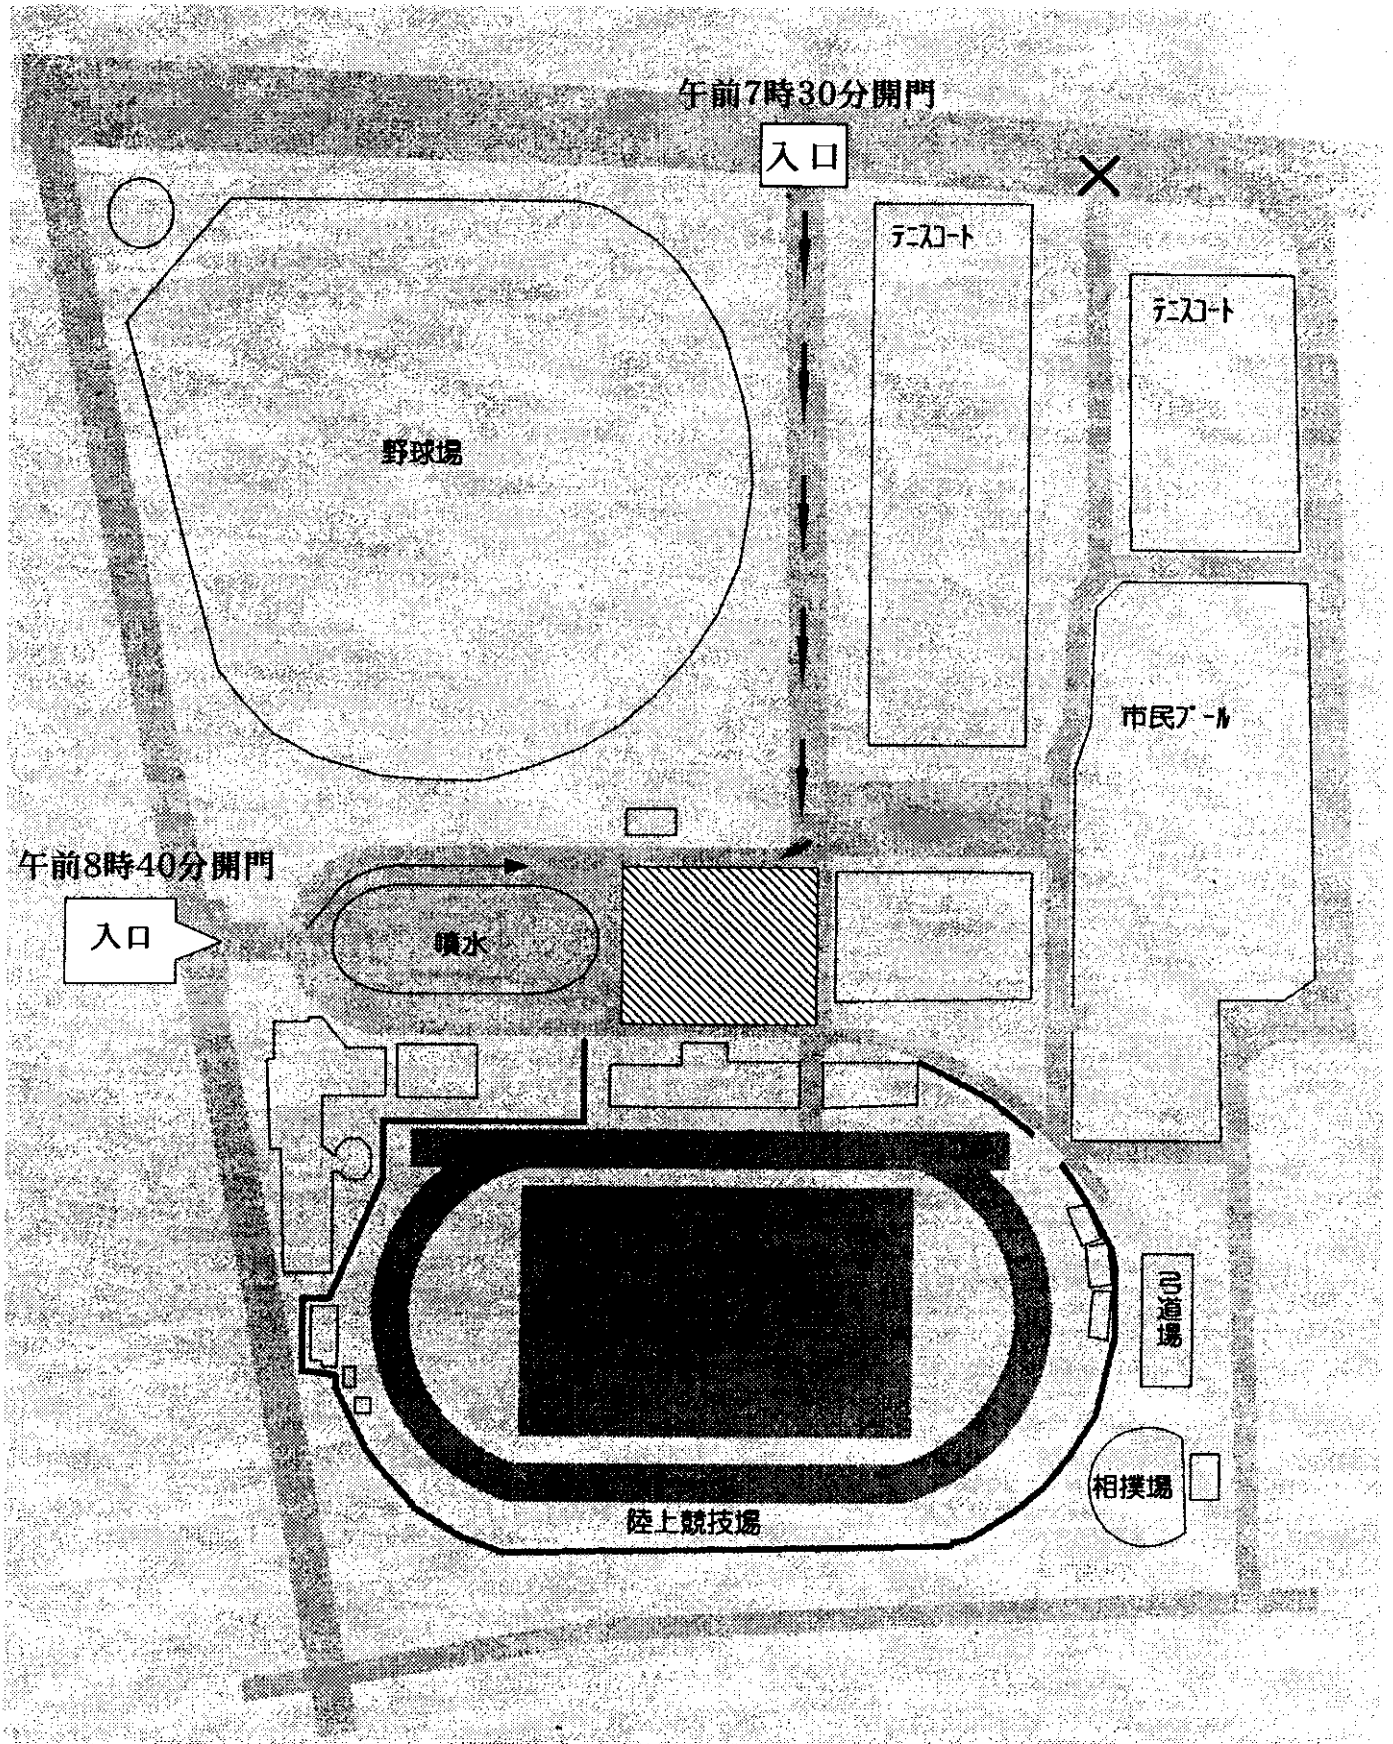 午前7時30分開門
入口
テニスコート
テニスコート
野球場
市民プール
午前8時40分開門
入口
噴水
弓道場
相撲場
陸上競技場